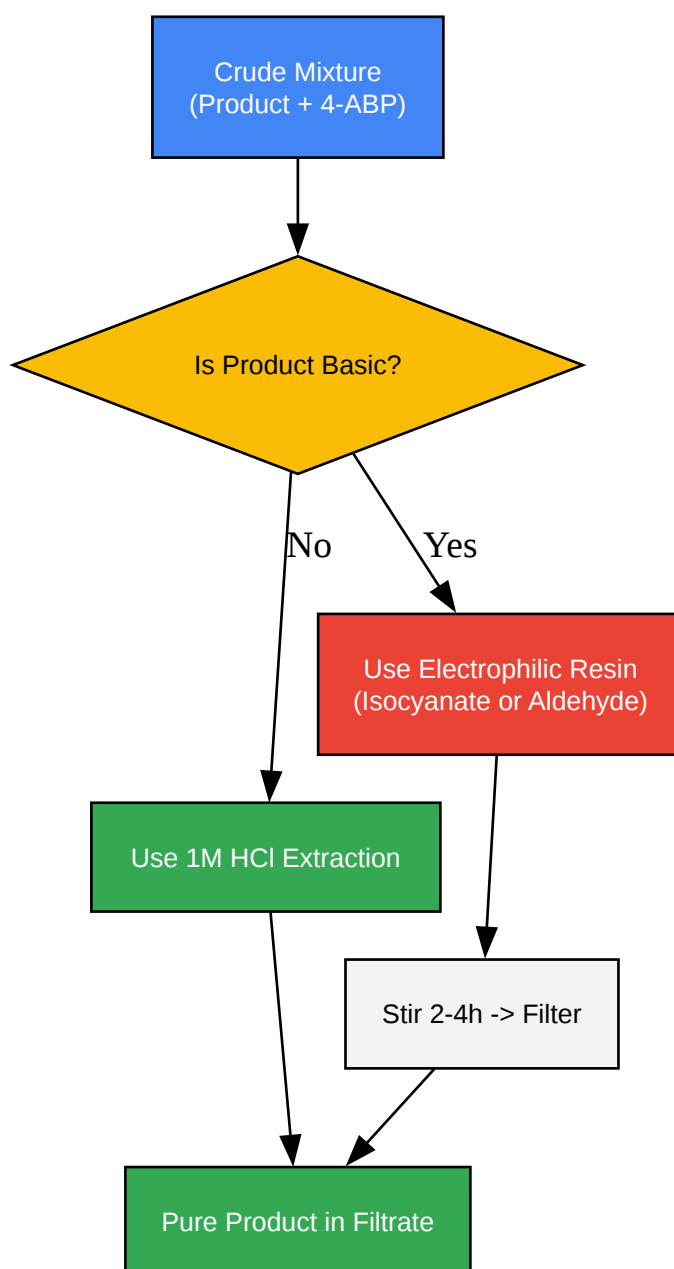 Crude Mixture
(Product + 4-ABP)
Is Product Basic?
No
Yes
Use Electrophilic Resin
(Isocyanate or Aldehyde)
Use 1M HCl Extraction
Stir 2-4h -> Filter
Pure Product in Filtrate